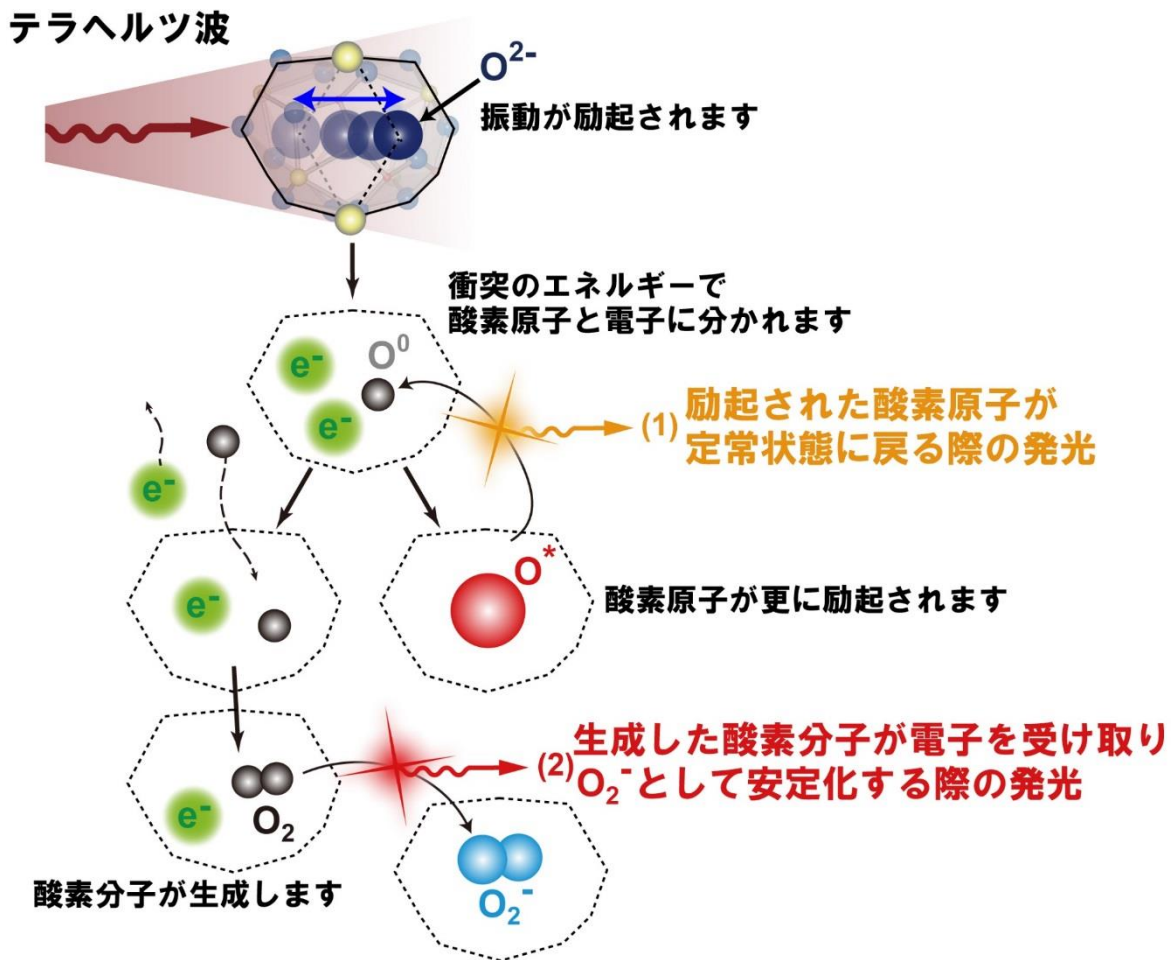 テラヘルツ波
O²⁻
振動が励起されます
衝突のエネルギーで
酸素原子と電子に分かれます
e⁻
O⁰
e⁻
(1) 励起された酸素原子が
定常状態に戻る際の発光
e⁻
e⁻
O*
酸素原子が更に励起されます
(2) 生成した酸素分子が電子を受け取り
O₂⁻として安定化する際の発光
e⁻
O₂
酸素分子が生成します
O₂⁻